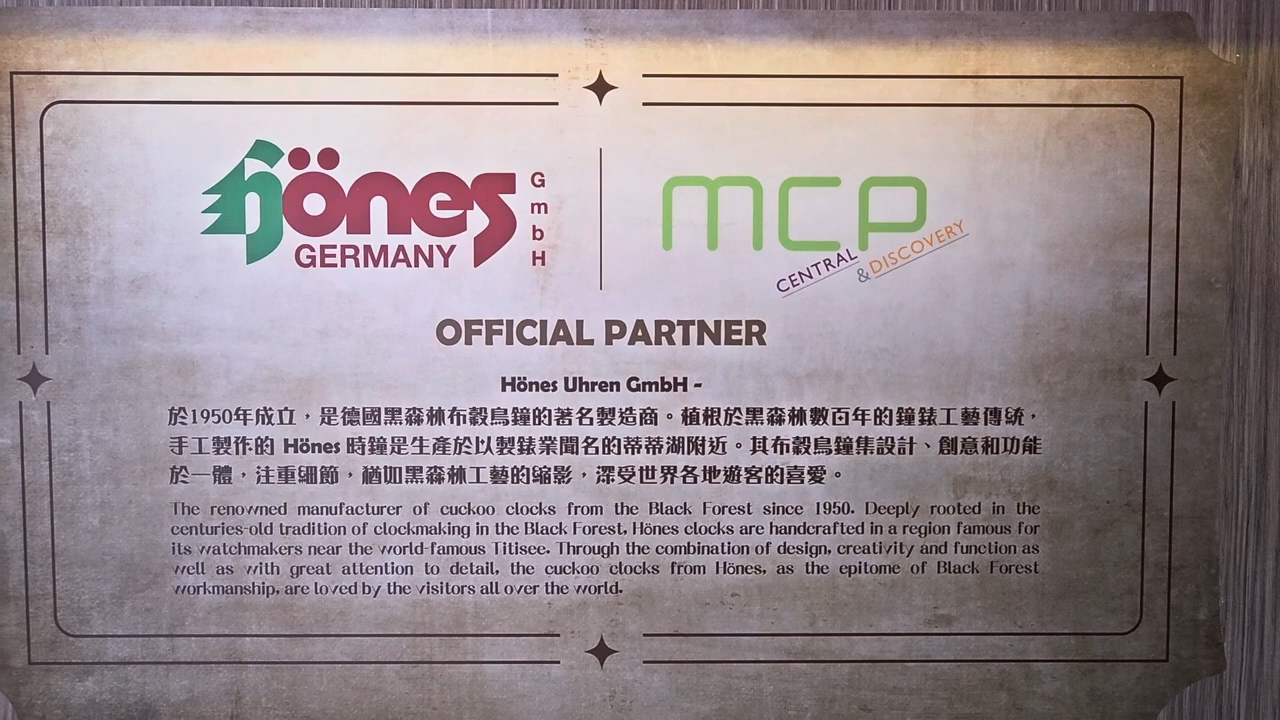 hönes GmbH
GERMANY
mcp
CENTRAL & DISCOVERY
OFFICIAL PARTNER
Hönes Uhren GmbH -
於1950年成立，是德國黑森林布穀鳥鐘的著名製造商。植根於黑森林數百年的鐘錶工藝傳統，
手工製作的 Hönes 時鐘是生產於以製錶業聞名的蒂蒂湖附近。其布穀鳥鐘集設計、創意和功能
於一體，注重細節，猶如黑森林工藝的縮影，深受世界各地遊客的喜愛。
The renowned manufacturer of cuckoo clocks from the Black Forest since 1950. Deeply rooted in the
centuries-old tradition of clockmaking in the Black Forest, Hönes clocks are handcrafted in a region famous for
its watchmakers near the world-famous Titisee. Through the combination of design, creativity and function as
well as with great attention to detail, the cuckoo clocks from Hönes, as the epitome of Black Forest
workmanship, are loved by the visitors all over the world.